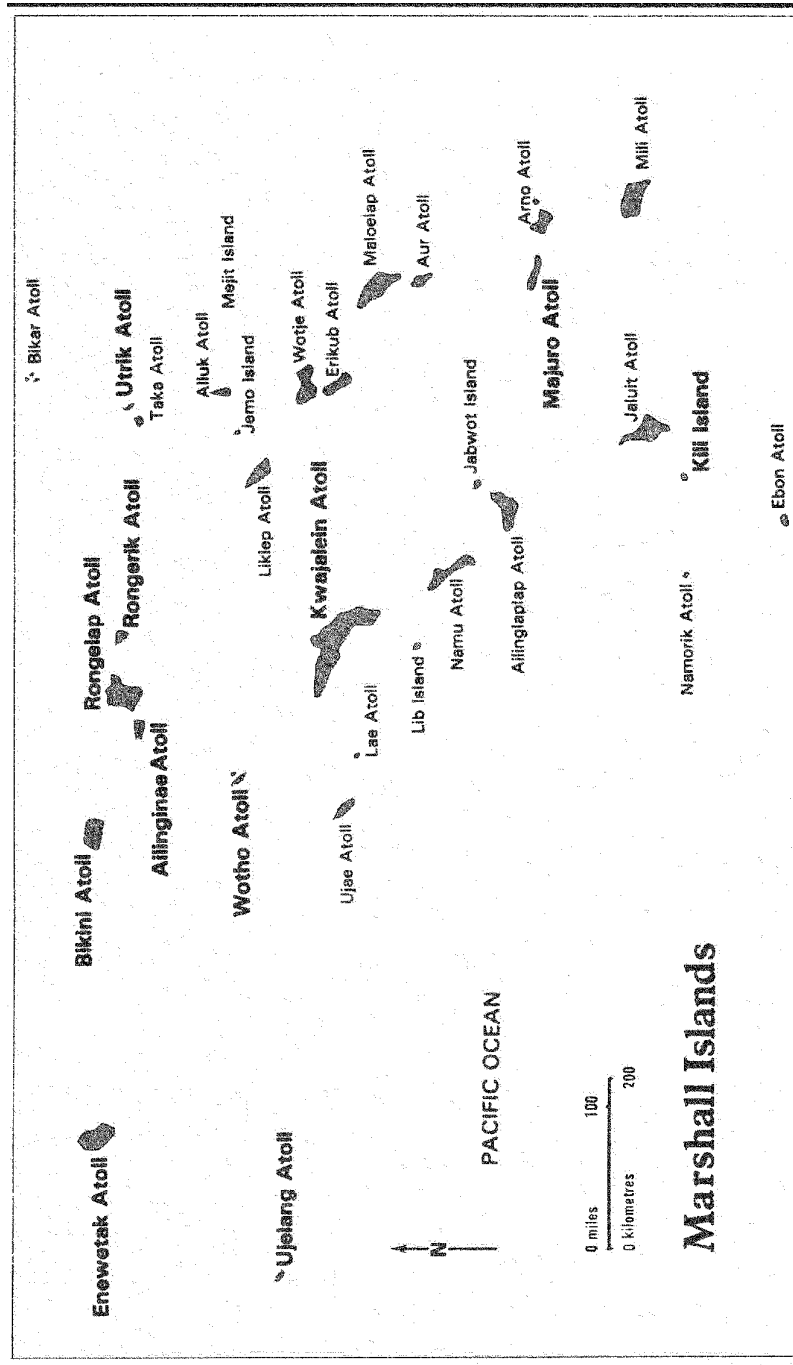 Bikar Atoll
Enewetak Atoll
Bikini Atoll
Rongelap Atoll
Rongerik Atoll
Utrik Atoll
Taka Atoll
Ailinginae Atoll
Ailuk Atoll
Mejit Island
Jemo Island
Wotho Atoll
Likiep Atoll
Ujelang Atoll
Wotje Atoll
Erikub Atoll
Kwajalein Atoll
Ujae Atoll
Lae Atoll
Maloelap Atoll
Lib Island
Aur Atoll
Namu Atoll
Jabwot Island
N
Ailinglaplap Atoll
PACIFIC OCEAN
Arno Atoll
Majuro Atoll
0 miles 100
0 kilometres 200
Jaluit Atoll
Mili Atoll
Namorik Atoll
Kili Island
Marshall Islands
Ebon Atoll